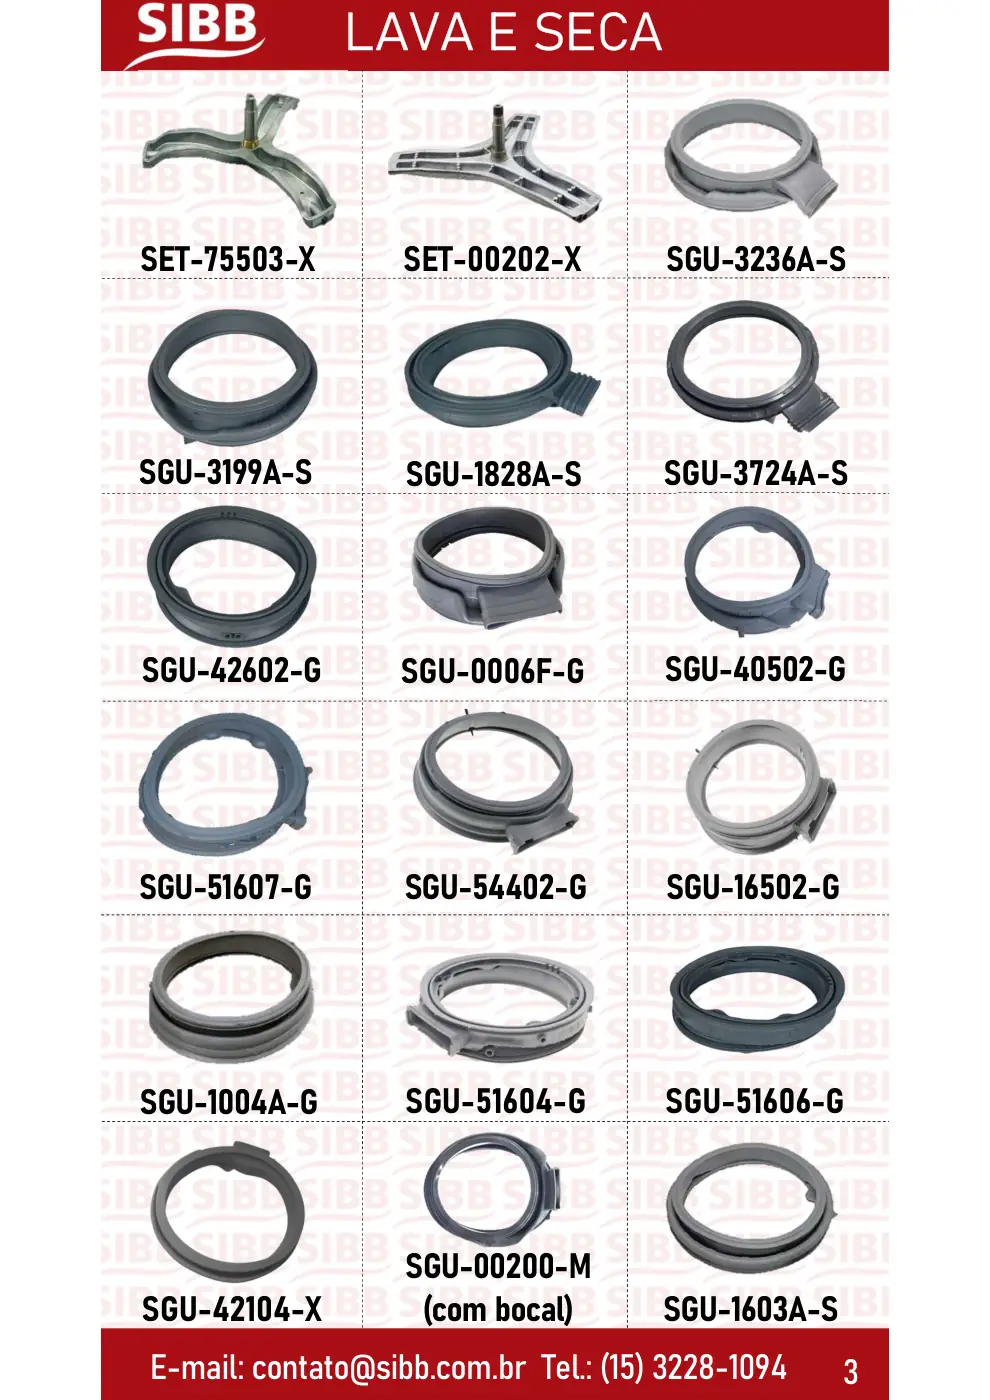 SIBB LAVA E SECA
SET-75503-X SET-00202-X SGU-3236A-S
SGU-3199A-S SGU-1828A-S SGU-3724A-S
SGU-42602-G SGU-0006F-G SGU-40502-G
SGU-51607-G SGU-54402-G SGU-16502-G
SGU-1004A-G SGU-51604-G SGU-51606-G
SGU-42104-X SGU-00200-M SGU-1603A-S
(com bocal)
E-mail: contato@sibb.com.br Tel.: (15) 3228-1094 3